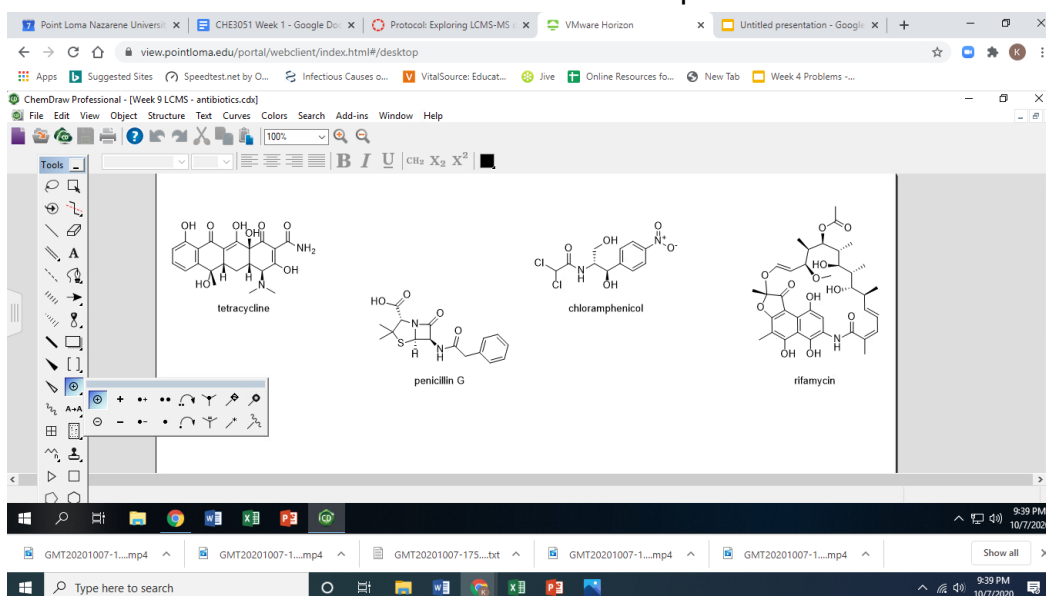 Point Loma Nazarene Universit
CHE3051 Week 1 - Google Doc
Protocol: Exploring LCMS-MS
VMware Horizon
Untitled presentation - Google
view.pointloma.edu/portal/webclient/index.html#/desktop
K
Apps
Suggested Sites
Speedtest.net by O...
Infectious Causes o...
VitalSource: Educat...
Jive
Online Resources fo...
New Tab
Week 4 Problems -...
ChemDraw Professional - [Week 9 LCMS - antibiotics.cdx]
File Edit View Object Structure Text Curves Colors Search Add-ins Window Help
100%
B I U CH₂ X₂ X²
Tools
A
A→A
OH O OH OH O O
NH₂
OH
HO H H N
tetracycline
HO O
N O
S H N H O
penicillin G
O
N⁺
O⁻
OH
O
Cl
N
H
Cl OH
chloramphenicol
O
O
HO
O
O
O
OH
HO
O
O
N
H
OH OH
rifamycin
9:39 PM
10/7/202
GMT20201007-1....mp4
GMT20201007-1....mp4
GMT20201007-175....txt
GMT20201007-1....mp4
GMT20201007-1....mp4
Show all
Type here to search
9:39 PM
10/7/2020